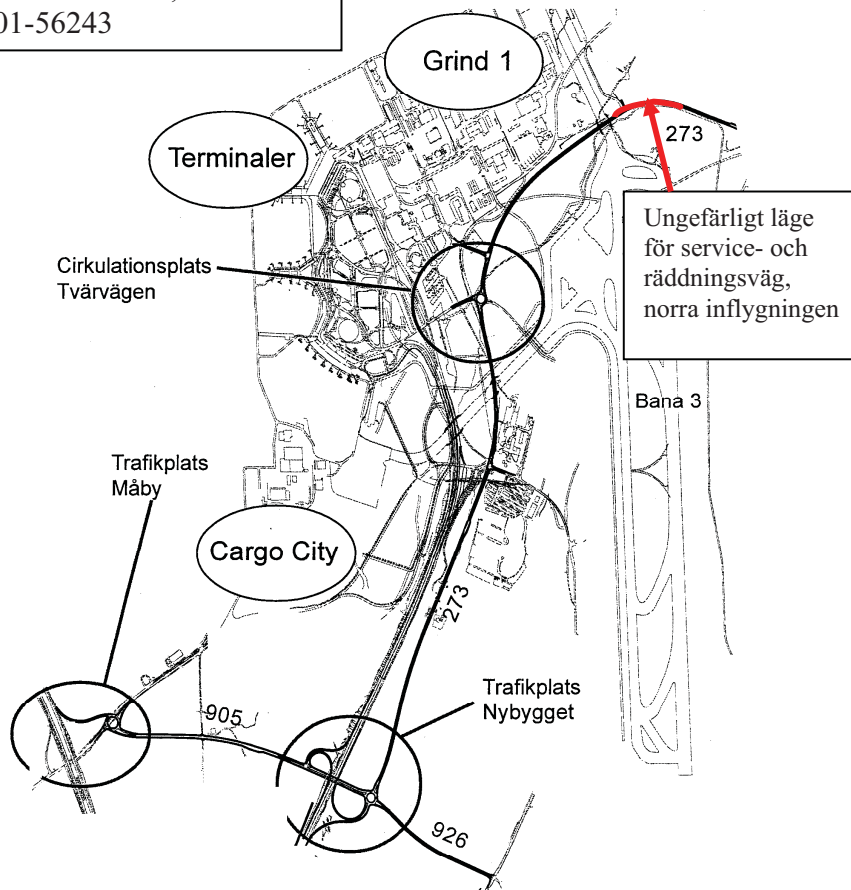 01-56243
Grind 1
273
Terminaler
Ungefärligt läge
för service- och
räddningsväg,
norra inflygningen
Cirkulationsplats
Tvärvägen
Bana 3
Trafikplats
Måby
Cargo City
273
Trafikplats
Nybygget
905
926